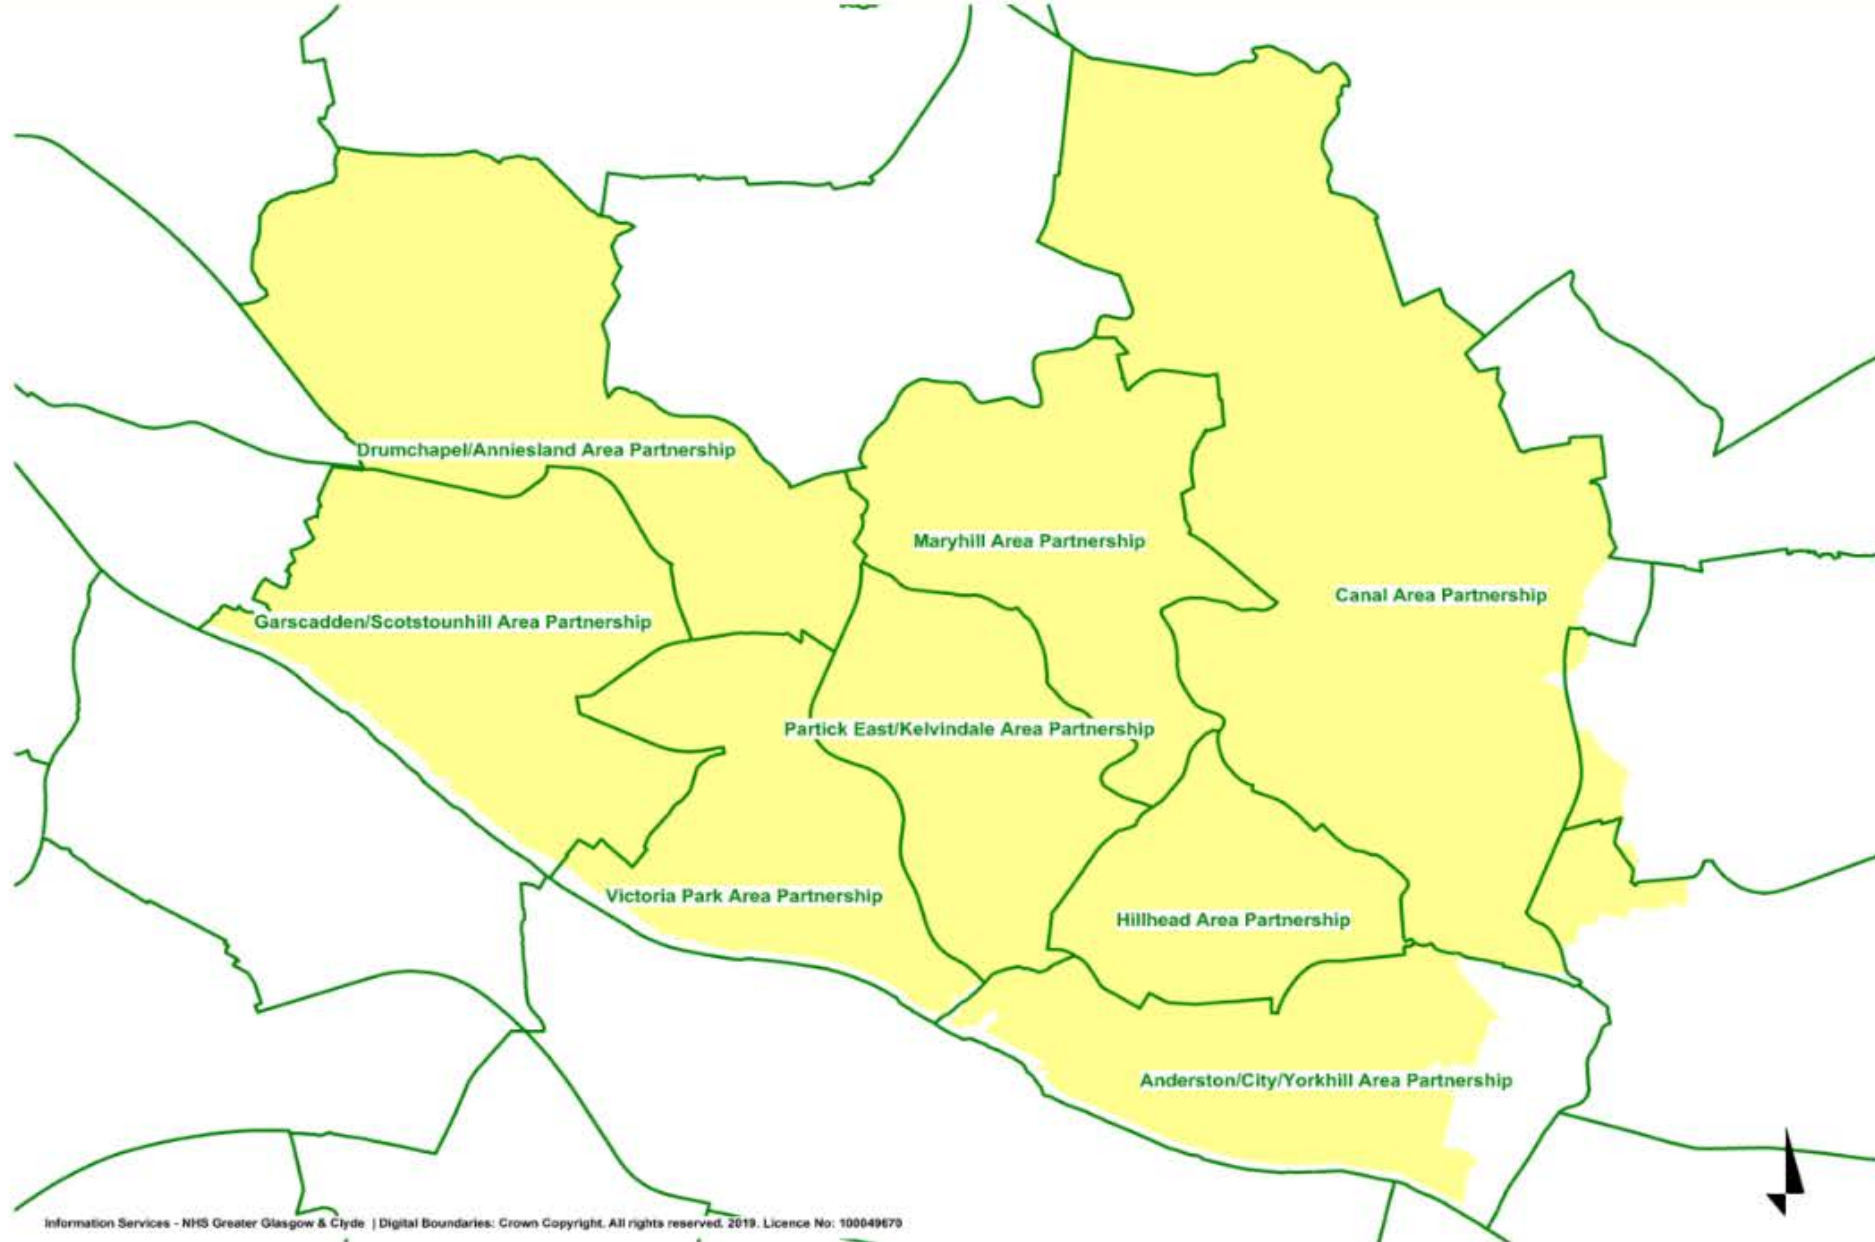 Drumchapel/Anniesland Area Partnership
Maryhill Area Partnership
Canal Area Partnership
Garscadden/Scotstounhill Area Partnership
Partick East/Kelvindale Area Partnership
Victoria Park Area Partnership
Hillhead Area Partnership
Anderston/City/Yorkhill Area Partnership
Information Services - NHS Greater Glasgow & Clyde | Digital Boundaries: Crown Copyright. All rights reserved. 2019. Licence No: 100049670